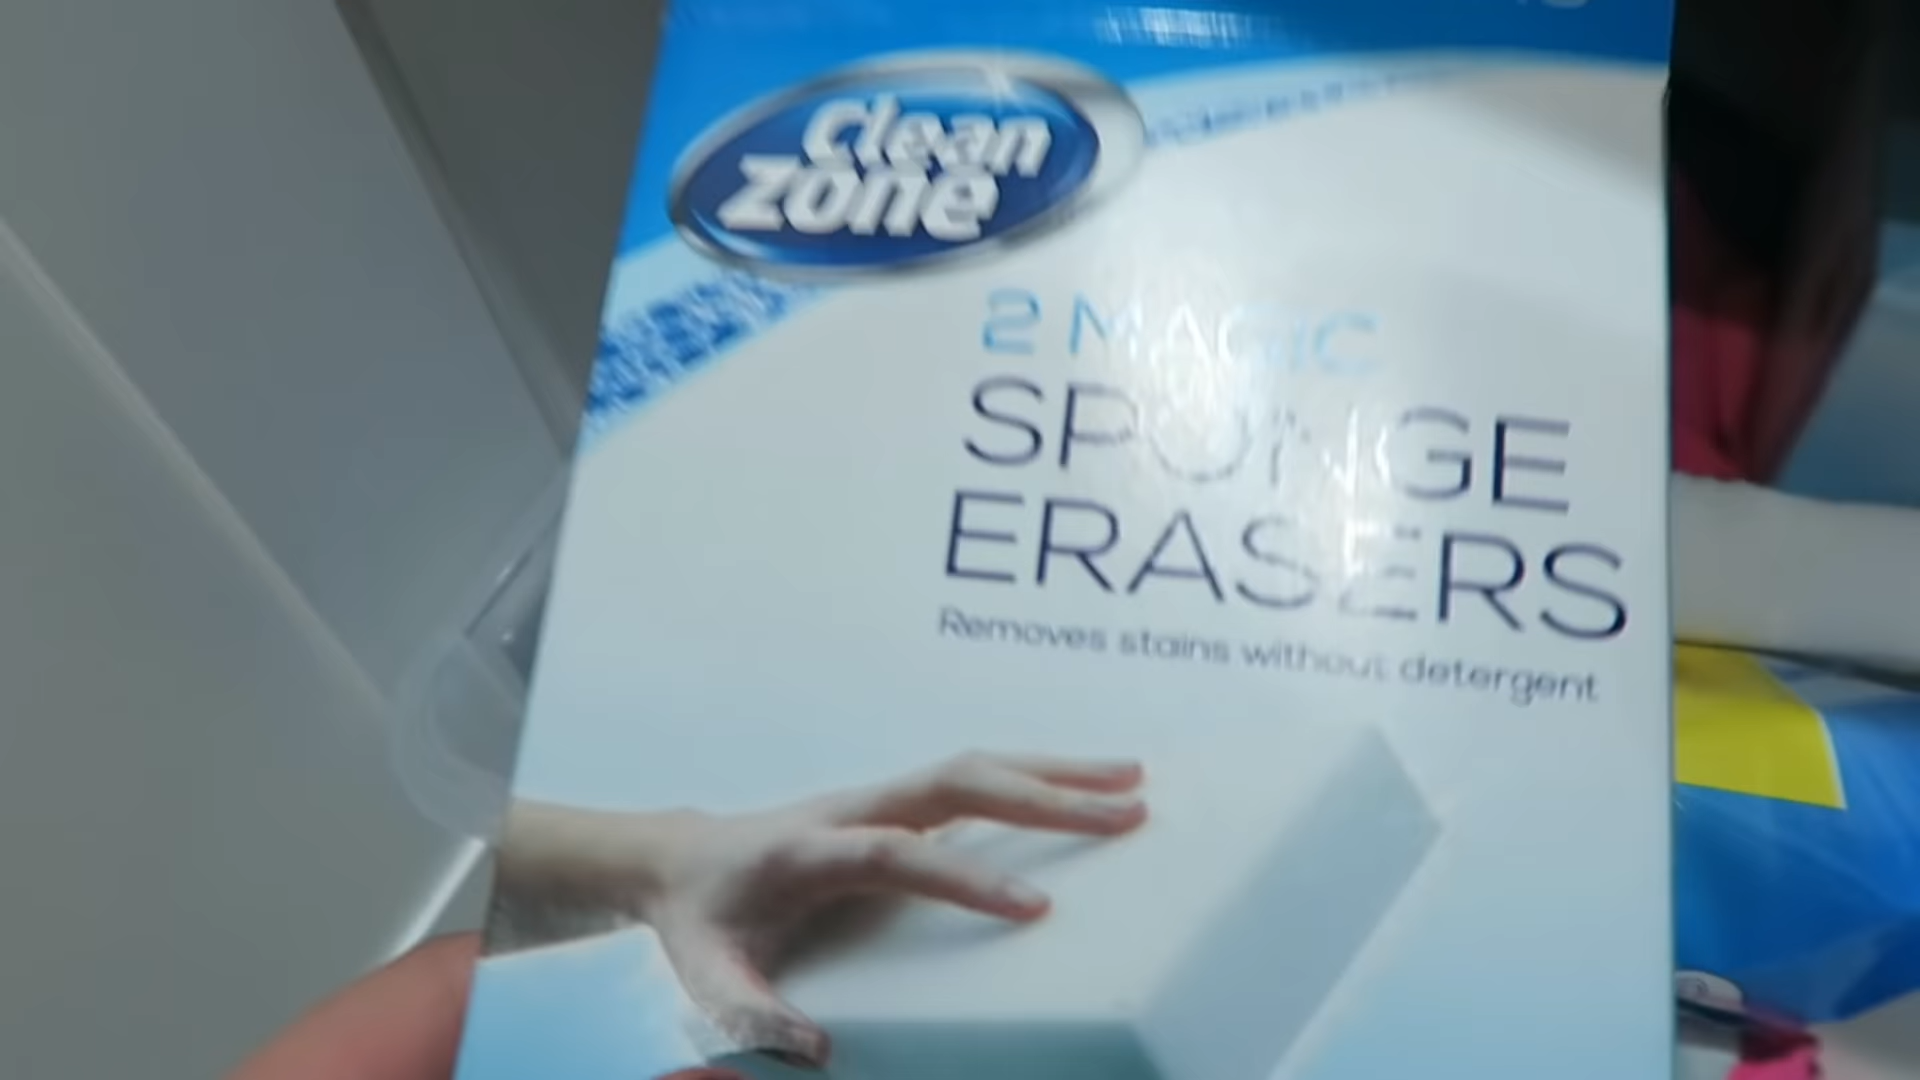 Clean
zone
2 MAGIC
SPONGE
ERASERS
Removes stains without detergent